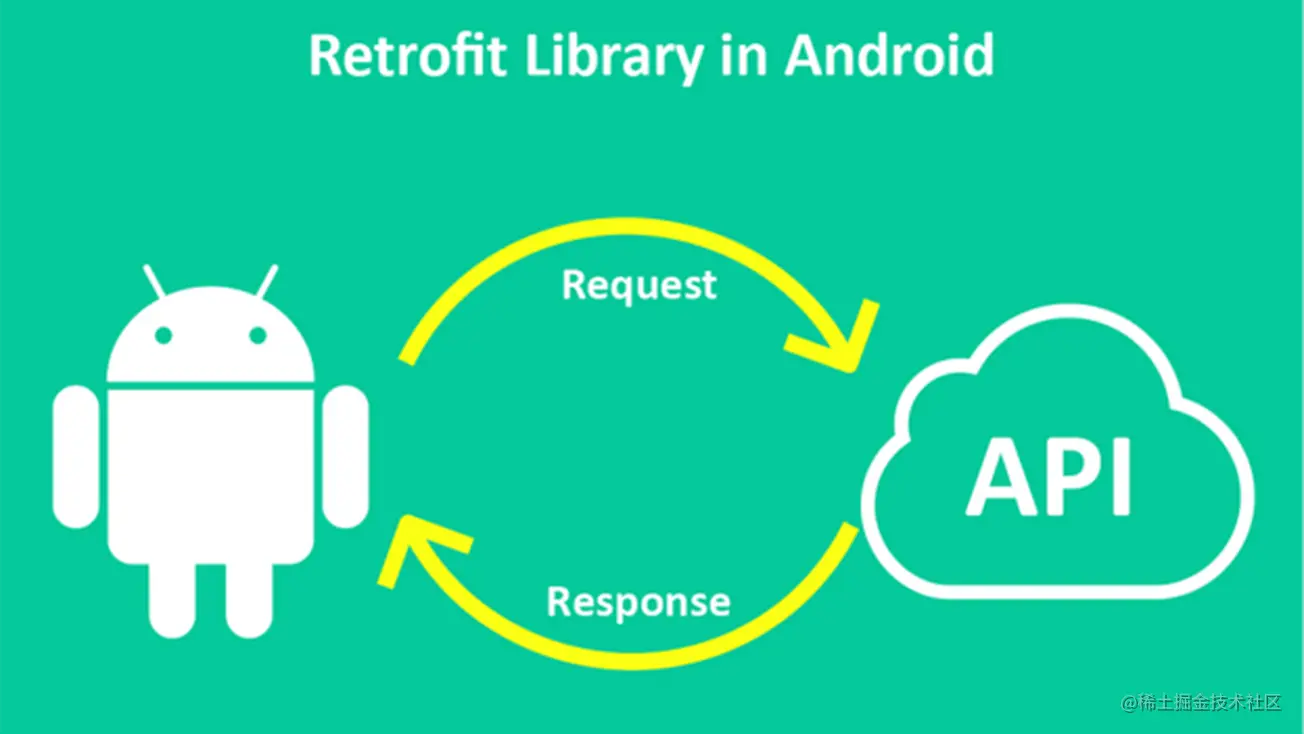 Retrofit Library in Android
Request
API
Response
@稀土掘金技术社区